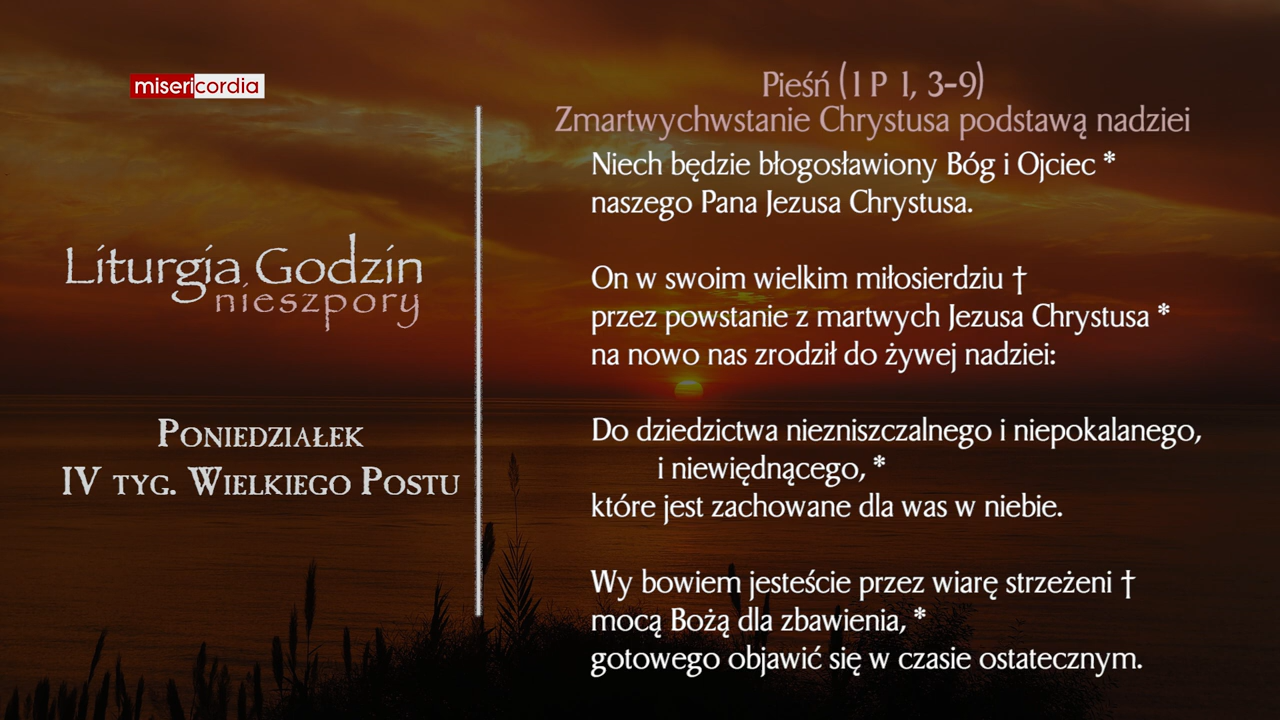 misericordia
Liturgia Godzin
nieszpory
Poniedziałek
IV tyg. Wielkiego Postu
Pieśń (1 P 1, 3-9)
Zmartwychwstanie Chrystusa podstawą nadziei
Niech będzie błogosławiony Bóg i Ojciec *
naszego Pana Jezusa Chrystusa.
On w swoim wielkim miłosierdziu †
przez powstanie z martwych Jezusa Chrystusa *
na nowo nas zrodził do żywej nadziei:
Do dziedzictwa niezniszczalnego i niepokalanego,
i niewiędnącego, *
które jest zachowane dla was w niebie.
Wy bowiem jesteście przez wiarę strzeżeni †
mocą Bożą dla zbawienia, *
gotowego objawić się w czasie ostatecznym.